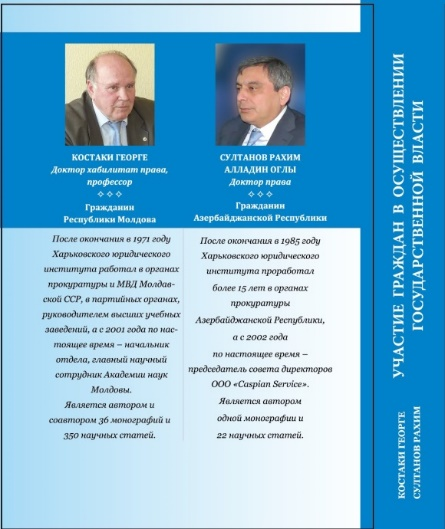 КОСТАКИ ГЕОРГЕ
Доктор хабилитат права,
профессор
Гражданин
Республики Молдова
После окончания в 1971 году
Харьковского юридического
института работал в органах
прокуратуры и МВД Молдав-
ской ССР, в партийных органах,
руководителем высших учебных
заведений, а с 2001 года по нас-
тоящее время – начальник
отдела, главный научный
сотрудник Академии наук
Молдовы.
Является автором и
соавтором 36 монографий и
350 научных статей.
СУЛТАНОВ РАХИМ
АЛЛАДИН ОГЛЫ
Доктор права
Гражданин
Азербайджанской Республики
После окончания в 1985 году
Харьковского юридического
института проработал
более 15 лет в органах
прокуратуры
Азербайджанской Республики,
а с 2002 года
по настоящее время –
председатель совета директоров
ООО «Caspian Service».
Является автором
одной монографии и
22 научных статей.
УЧАСТИЕ ГРАЖДАН В ОСУЩЕСТВЛЕНИИ
ГОСУДАРСТВЕННОЙ ВЛАСТИ
КОСТАКИ ГЕОРГЕ
СУЛТАНОВ РАХИМ